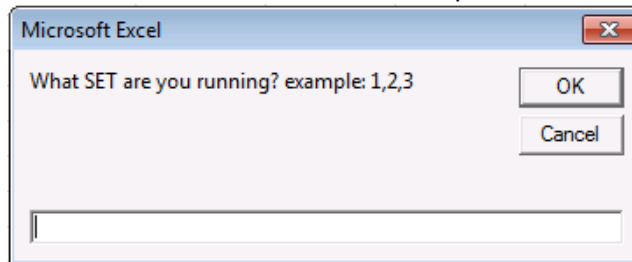 Microsoft Excel
What SET are you running? example: 1,2,3
OK
Cancel